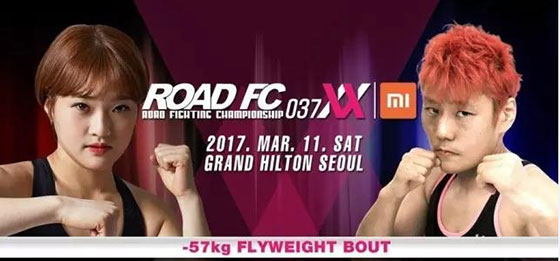 ROAD FC 037 XX
ROAD FIGHTING CHAMPIONSHIP
mi
2017. MAR. 11. SAT
GRAND HILTON SEOUL
-57kg FLYWEIGHT BOUT